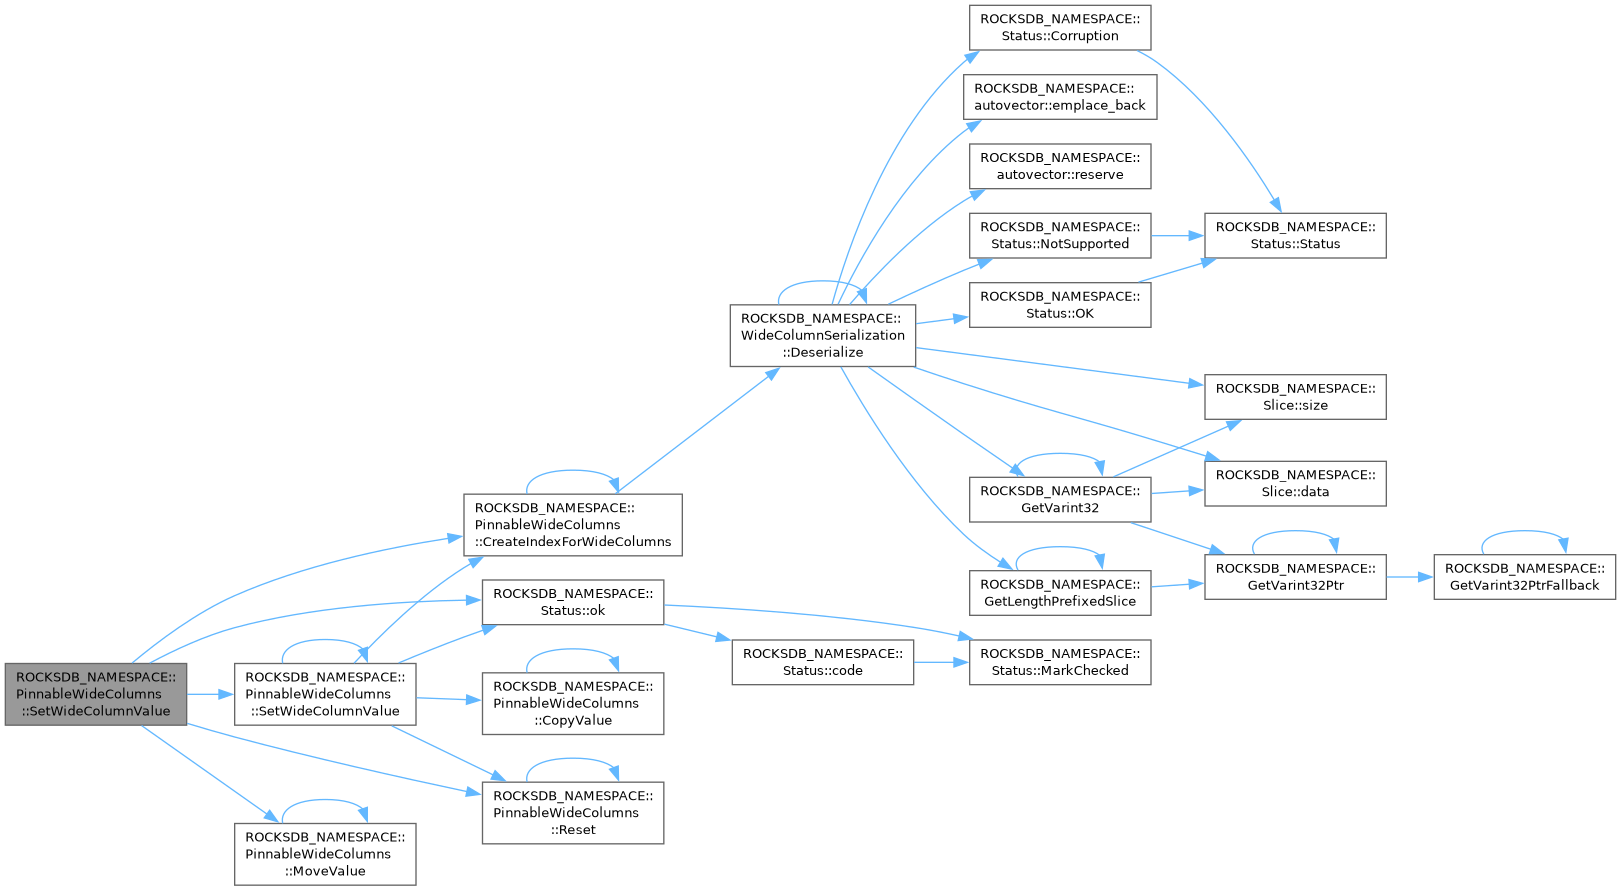 ROCKSDB_NAMESPACE::
PinnableWideColumns
::SetWideColumnValue
ROCKSDB_NAMESPACE::
PinnableWideColumns
::SetWideColumnValue
ROCKSDB_NAMESPACE::
PinnableWideColumns
::MoveValue
ROCKSDB_NAMESPACE::
PinnableWideColumns
::CreateIndexForWideColumns
ROCKSDB_NAMESPACE::
Status::ok
ROCKSDB_NAMESPACE::
PinnableWideColumns
::CopyValue
ROCKSDB_NAMESPACE::
PinnableWideColumns
::Reset
ROCKSDB_NAMESPACE::
WideColumnSerialization
::Deserialize
ROCKSDB_NAMESPACE::
Status::code
ROCKSDB_NAMESPACE::
Status::Corruption
ROCKSDB_NAMESPACE::
autovector::emplace_back
ROCKSDB_NAMESPACE::
autovector::reserve
ROCKSDB_NAMESPACE::
Status::NotSupported
ROCKSDB_NAMESPACE::
Status::OK
ROCKSDB_NAMESPACE::
GetVarint32
ROCKSDB_NAMESPACE::
GetLengthPrefixedSlice
ROCKSDB_NAMESPACE::
Status::MarkChecked
ROCKSDB_NAMESPACE::
Status::Status
ROCKSDB_NAMESPACE::
Slice::size
ROCKSDB_NAMESPACE::
Slice::data
ROCKSDB_NAMESPACE::
GetVarint32Ptr
ROCKSDB_NAMESPACE::
GetVarint32PtrFallback